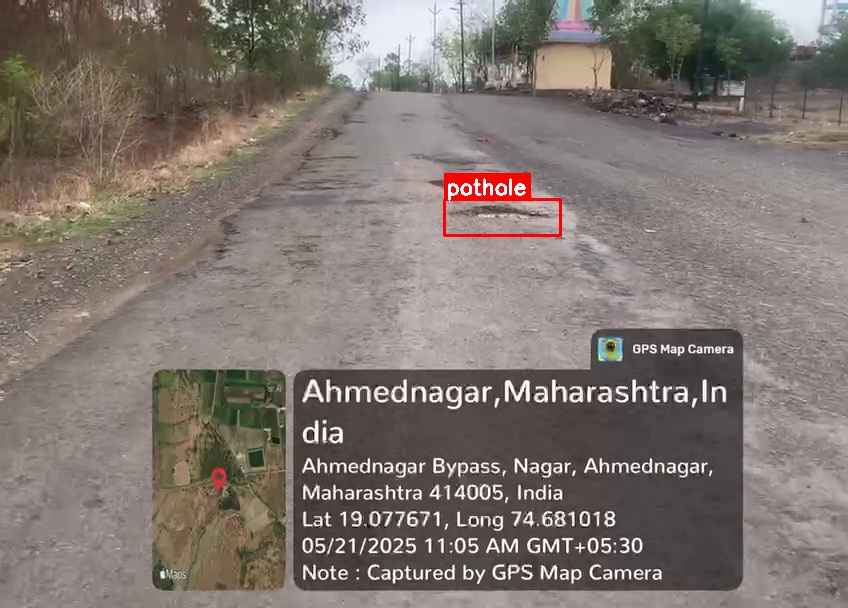 pothole
GPS Map Camera
Ahmednagar,Maharashtra,In
dia
Ahmednagar Bypass, Nagar, Ahmednagar,
Maharashtra 414005, India
Lat 19.077671, Long 74.681018
05/21/2025 11:05 AM GMT+05:30
Note : Captured by GPS Map Camera
Maps